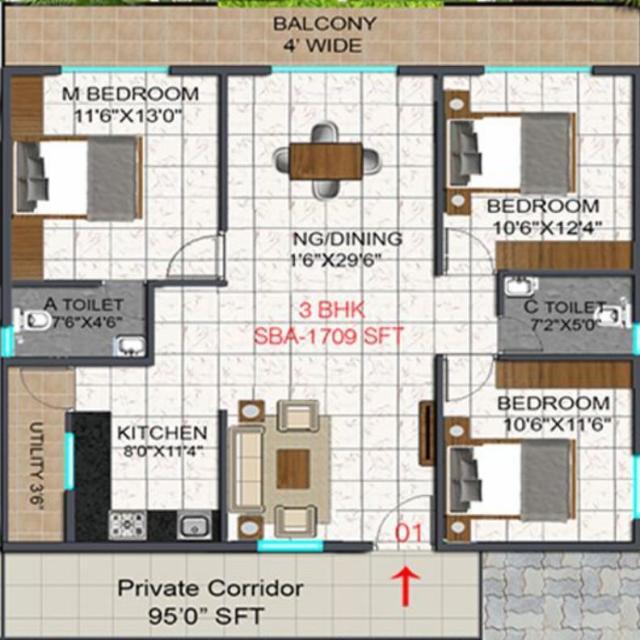 BALCONY
4' WIDE
M BEDROOM
11'6"X13'0"
BEDROOM
10'6"X12'4"
NG/DINING
1'6"X29'6"
3 BHK
SBA-1709 SFT
A TOILET
7'6"X4'6"
C TOILET
7'2"X5'0"
BEDROOM
10'6"X11'6"
KITCHEN
8'0"X11'4"
UTILITY 3'6"
01
Private Corridor
95'0" SFT